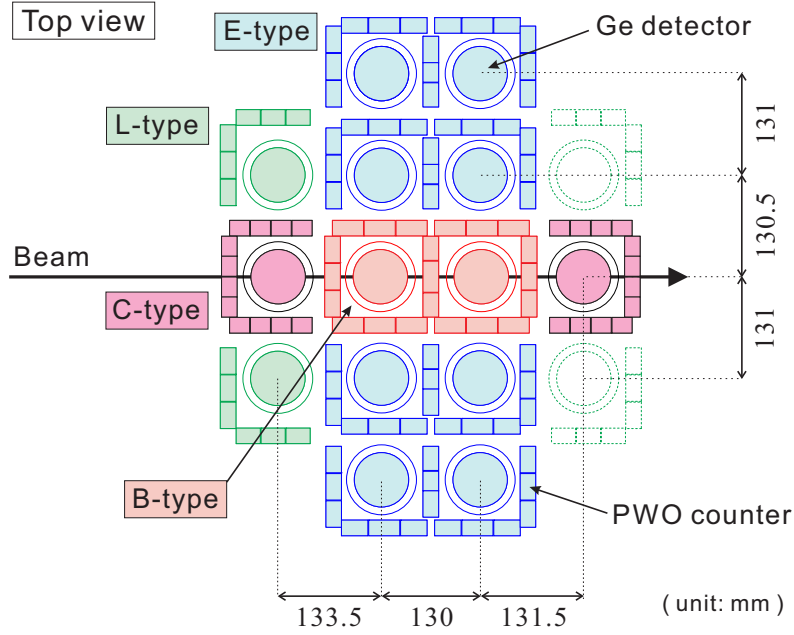 Top view
E-type
Ge detector
L-type
131
130.5
Beam
C-type
131
B-type
PWO counter
133.5
130
131.5
( unit: mm )